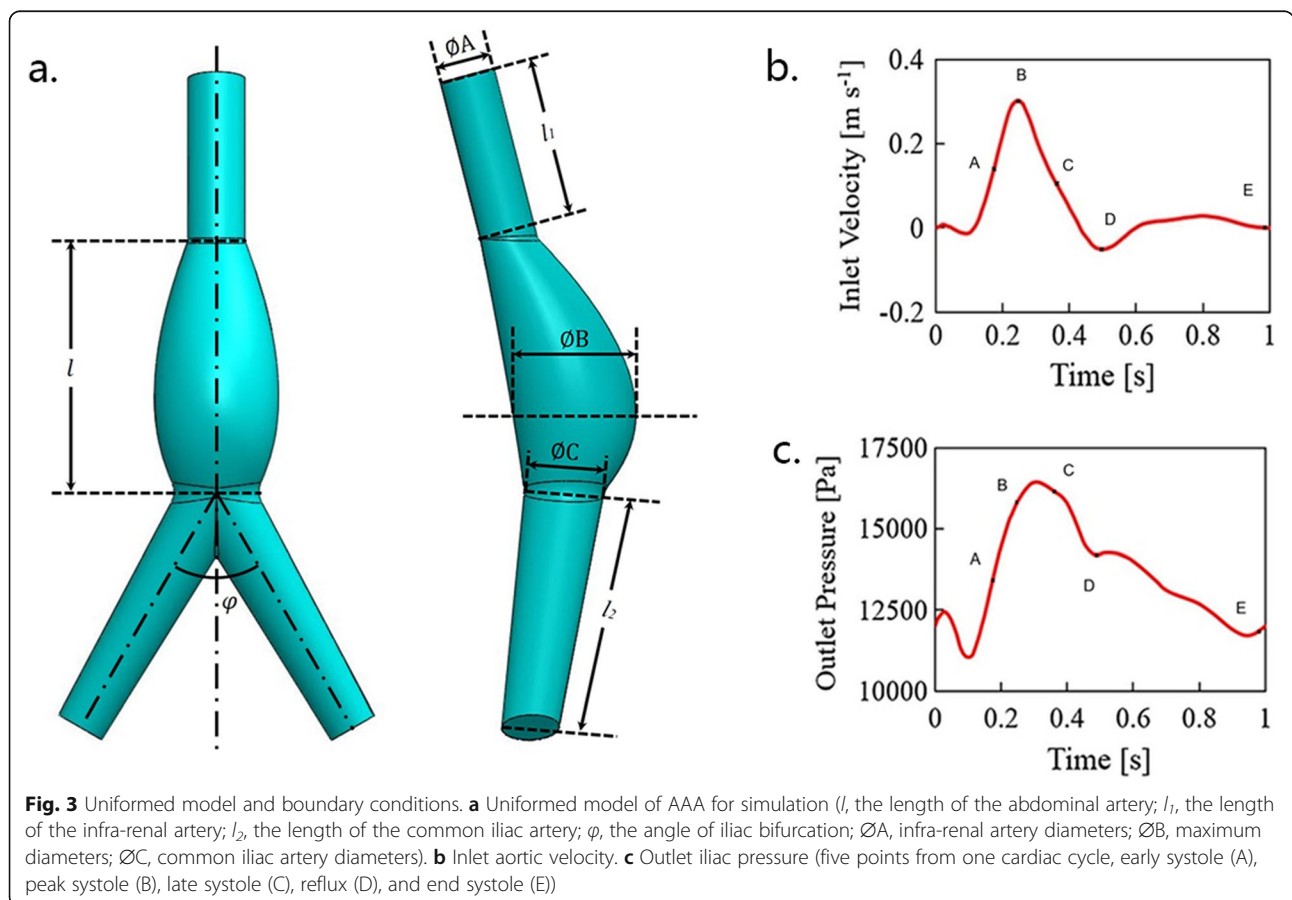 a.
ØA
l₁
l
ØB
ØC
φ
l₂
b.
Inlet Velocity [m s⁻¹]
0.4
0.2
0
-0.2
A
B
C
D
E
0 0.2 0.4 0.6 0.8 1
Time [s]
c.
Outlet Pressure [Pa]
17500
15000
12500
10000
A
B
C
D
E
0 0.2 0.4 0.6 0.8 1
Time [s]
Fig. 3 Uniformed model and boundary conditions. a Uniformed model of AAA for simulation (l, the length of the abdominal artery; l₁, the length
of the infra-renal artery; l₂, the length of the common iliac artery; φ, the angle of iliac bifurcation; ØA, infra-renal artery diameters; ØB, maximum
diameters; ØC, common iliac artery diameters). b Inlet aortic velocity. c Outlet iliac pressure (five points from one cardiac cycle, early systole (A),
peak systole (B), late systole (C), reflux (D), and end systole (E))